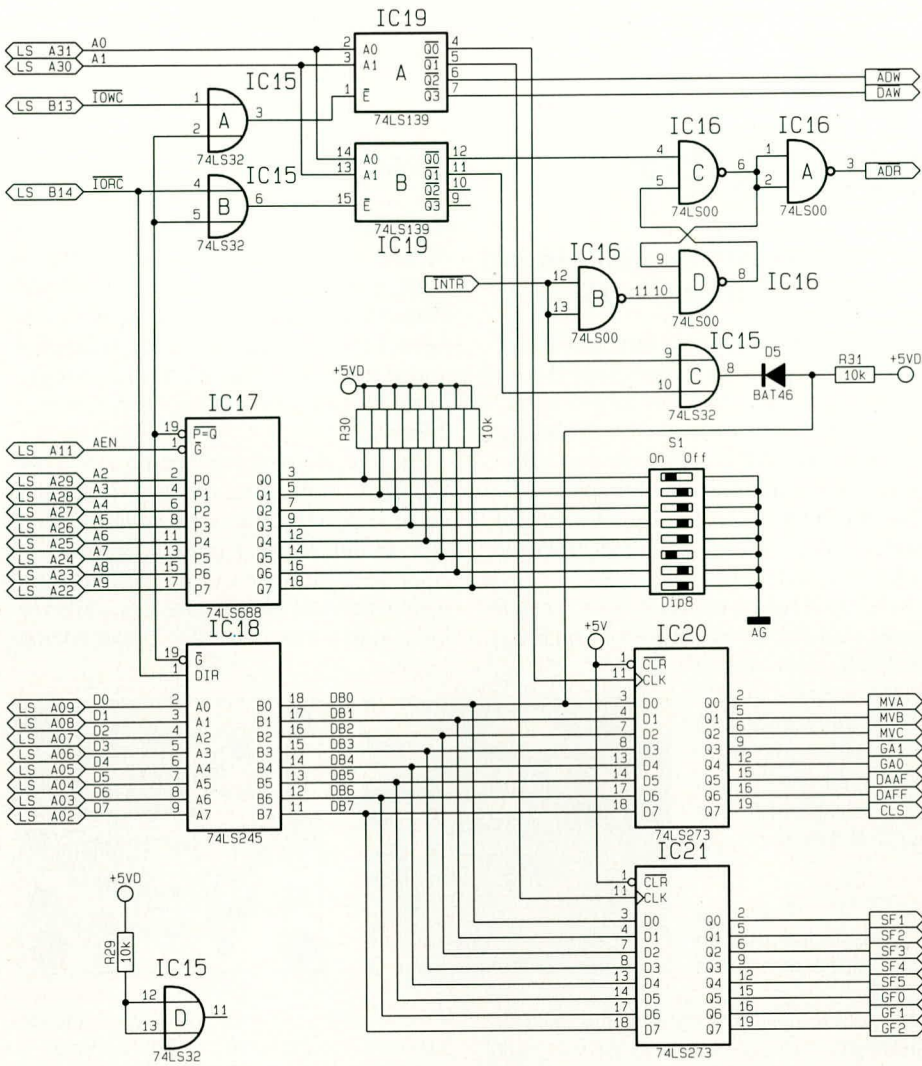 IC19
LS A31 A0 2 A0 Q0 4
LS A30 A1 3 A1 Q1 5
A Q2 6 ADW
LS B13 IOWC 1 IC15 3 1 E Q3 7 DAW
A
2 74LS32 74LS139
IC16 IC16
14 A0 Q0 12 4 C 6 1 A 3 ADR
13 A1 Q1 11 5 2
LS B14 IORC 4 IC15 6 B Q2 10 74LS00 74LS00
B 15 E Q3 9
5 74LS32 74LS139
IC19
INTR 12 IC16 9 D 8 IC16
B 11 10
13 74LS00 74LS00
IC15
9 C 8 D5 R31 +5VD
10 BAT46 10k
74LS32
+5VD
R30 10k
S1
On Off
IC17
19 P=Q
LS A11 AEN 1 G
LS A29 A2 2 P0 Q0 3
LS A28 A3 4 P1 Q1 5
LS A27 A4 6 P2 Q2 7
LS A26 A5 8 P3 Q3 9
LS A25 A6 11 P4 Q4 12
LS A24 A7 13 P5 Q5 14
LS A23 A8 15 P6 Q6 16
LS A22 A9 17 P7 Q7 18
74LS688
Dip8
AG
IC18
19 G
1 DIR
LS A09 D0 2 A0 B0 18 DB0
LS A08 D1 3 A1 B1 17 DB1
LS A07 D2 4 A2 B2 16 DB2
LS A06 D3 5 A3 B3 15 DB3
LS A05 D4 6 A4 B4 14 DB4
LS A04 D5 7 A5 B5 13 DB5
LS A03 D6 8 A6 B6 12 DB6
LS A02 D7 9 A7 B7 11 DB7
74LS245
+5V
IC20
1 CLR
11 CLK
3 D0 Q0 2 MVA
4 D1 Q1 5 MVB
7 D2 Q2 6 MVC
8 D3 Q3 9 GA1
13 D4 Q4 12 GA0
14 D5 Q5 15 DAAF
17 D6 Q6 16 DAFF
18 D7 Q7 19 CLS
74LS273
IC21
1 CLR
11 CLK
3 D0 Q0 2 SF1
4 D1 Q1 5 SF2
7 D2 Q2 6 SF3
8 D3 Q3 9 SF4
13 D4 Q4 12 SF5
14 D5 Q5 15 GF0
17 D6 Q6 16 GF1
18 D7 Q7 19 GF2
74LS273
+5VD
R29 10k
IC15
12 D 11
13
74LS32